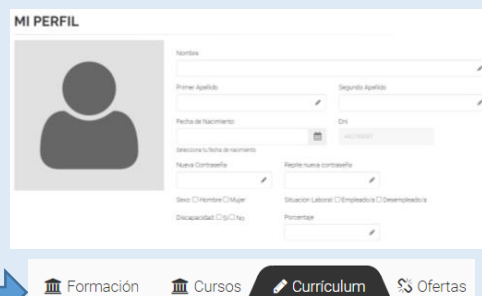 MI PERFIL
Nombre
Primer Apellido
Segundo Apellido
Fecha de Nacimiento
Dni
Selecciona tu fecha de nacimiento
Nueva Contraseña
Repite nueva contraseña
Sexo: Hombre Mujer
Situación Laboral: Empleado/a Desempleado/a
Discapacidad: Sí No
Porcentaje
Formación
Cursos
Currículum
Ofertas